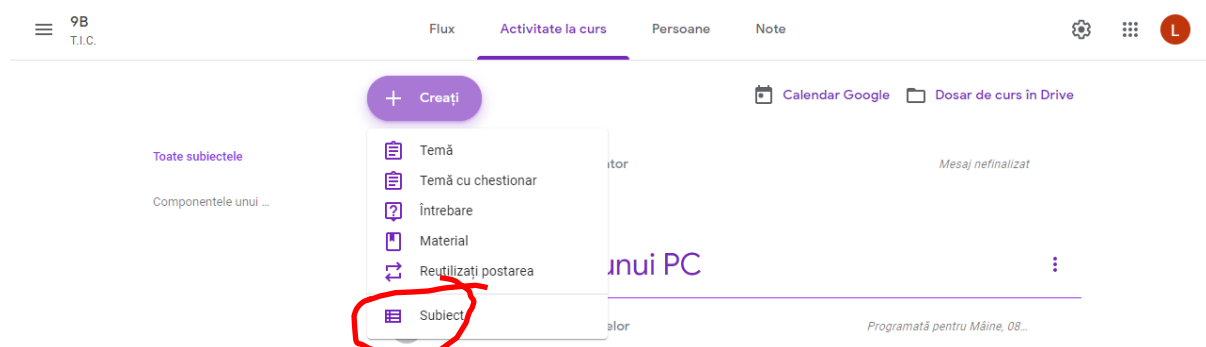 9B
T.I.C.
Flux Activitate la curs Persoane Note
L
Creați
Calendar Google Dosar de curs în Drive
Toate subiectele
Componentele unui ...
Temă
Temă cu chestionar
Întrebare
Material
Reutilizați postarea
Subiect
Mesaj nefinalizat
unui PC
Programată pentru Mâine, 08...